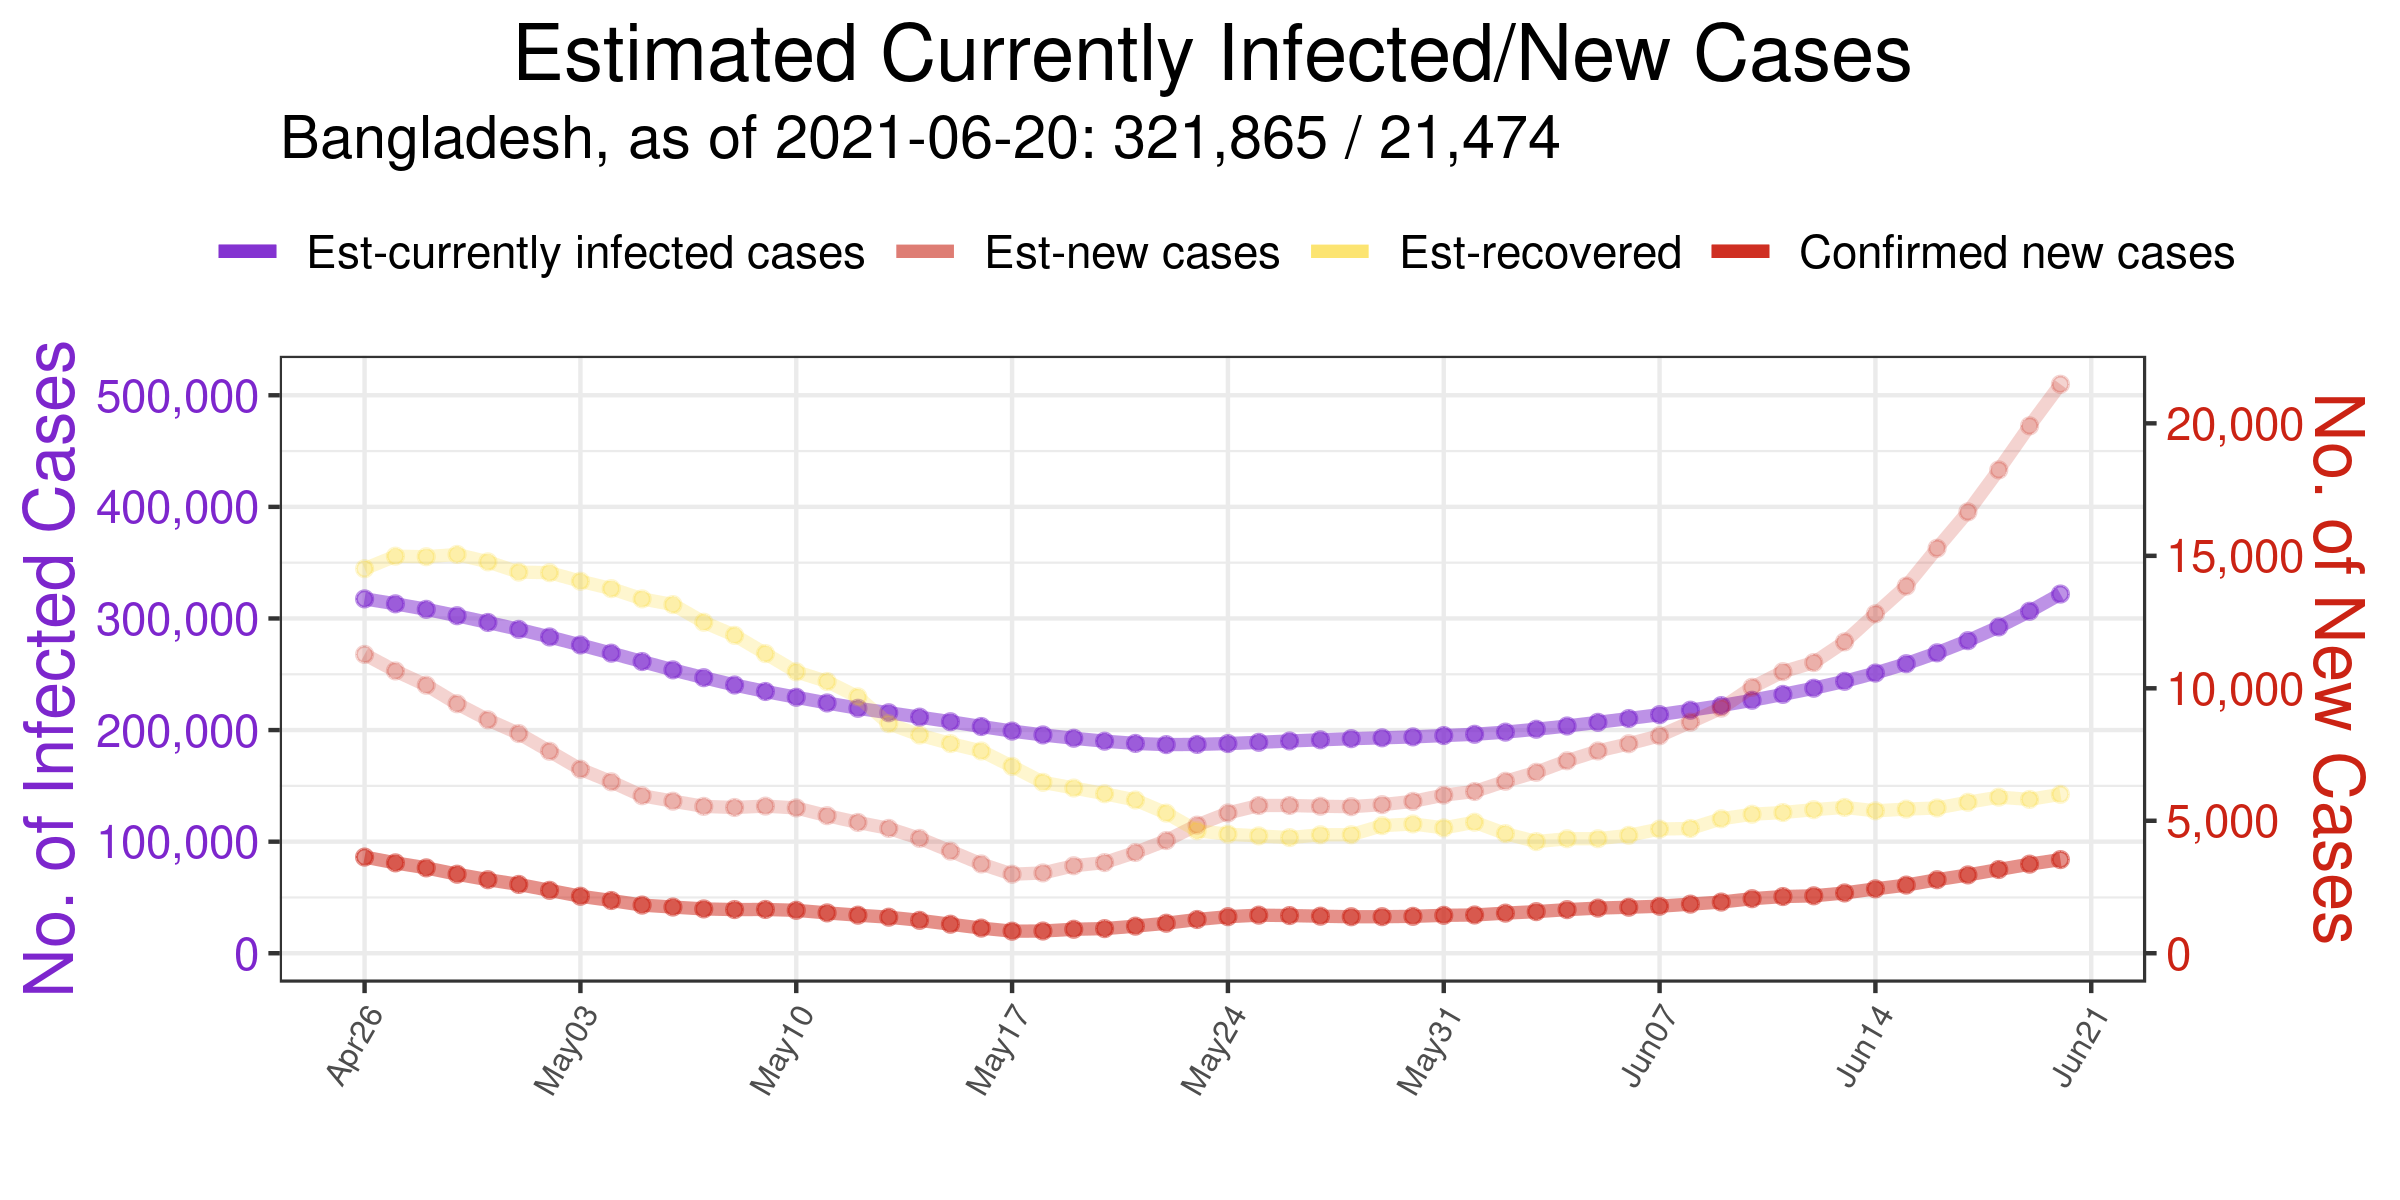 Estimated Currently Infected/New Cases
Bangladesh, as of 2021-06-20: 321,865 / 21,474
Est-currently infected cases Est-new cases Est-recovered Confirmed new cases
No. of Infected Cases
500,000
400,000
300,000
200,000
100,000
0
20,000
15,000
10,000
5,000
0
No. of New Cases
Apr26 May03 May10 May17 May24 May31 Jun07 Jun14 Jun21